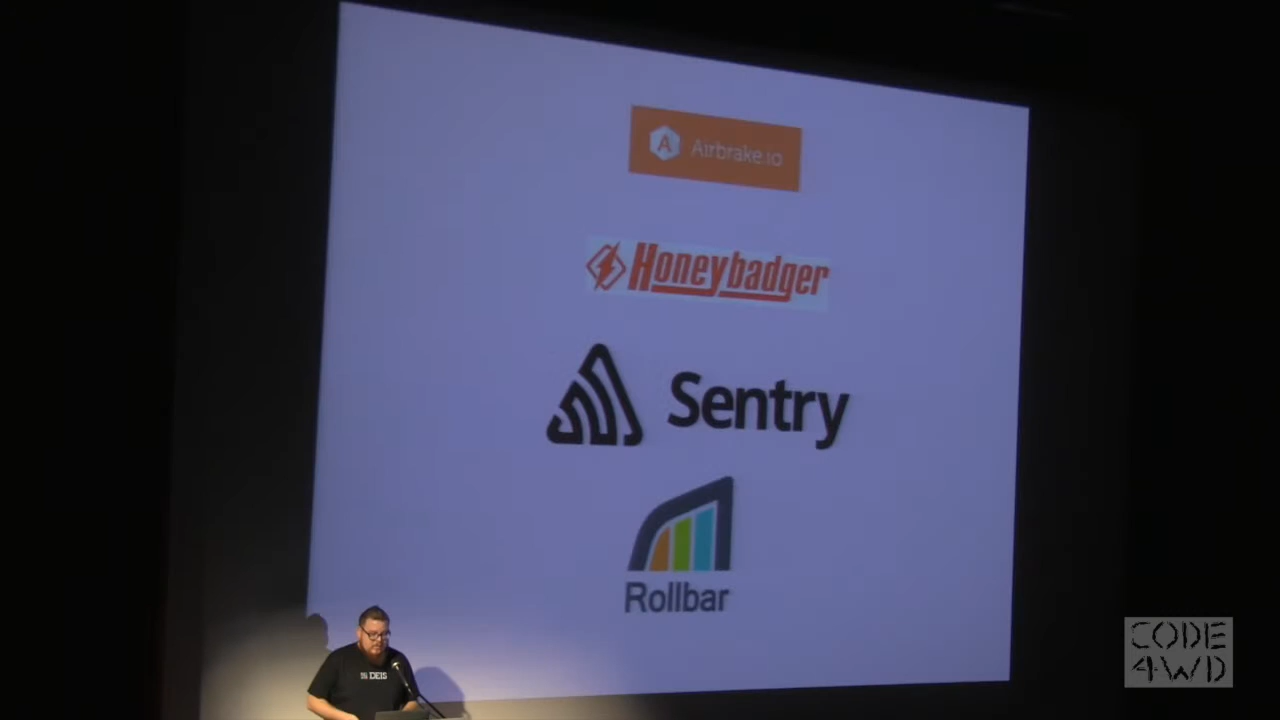 Airbrake.io
Honeybadger
Sentry
Rollbar
DEIS
CODE
4WD